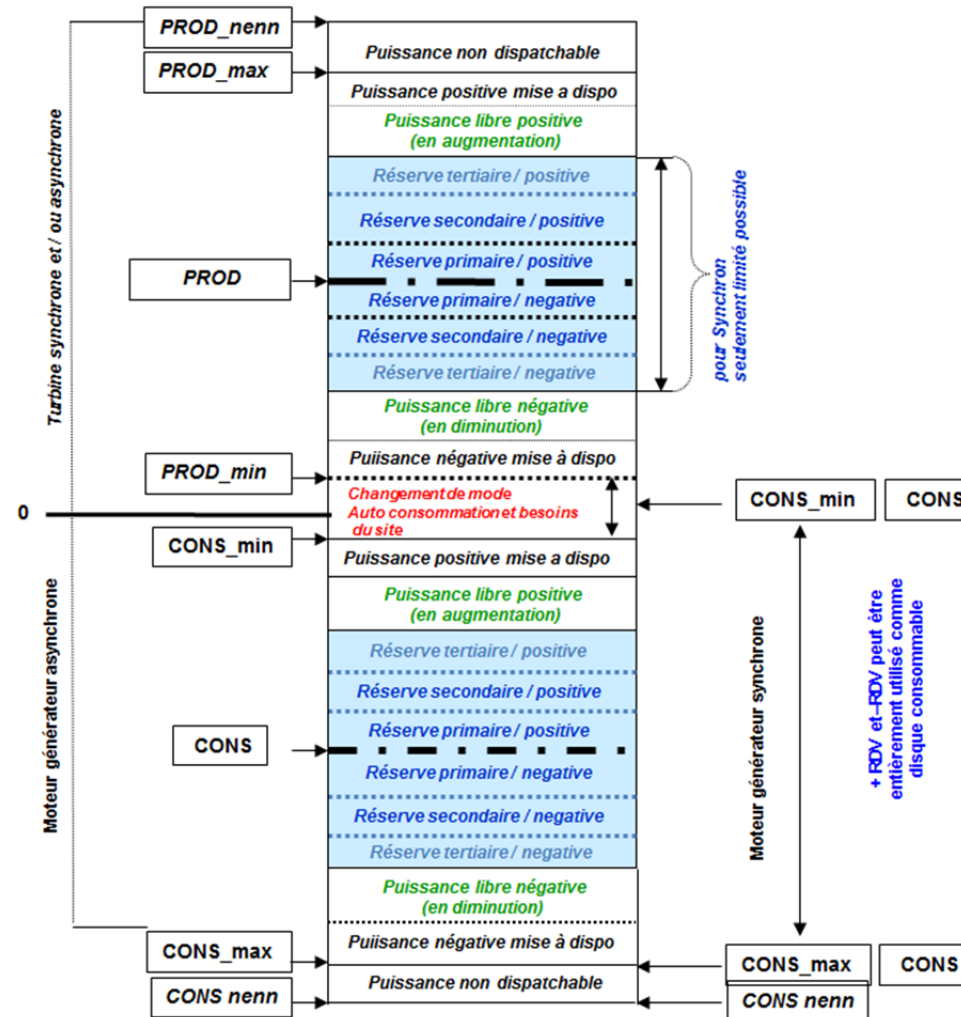 PROD_nenn
Puissance non dispatchable
PROD_max
Puissance positive mise a dispo
Puissance libre positive
(en augmentation)
Réserve tertiaire / positive
Réserve secondaire / positive
Réserve primaire / positive
PROD
Réserve primaire / negative
Réserve secondaire / negative
Réserve tertiaire / negative
pour Synchron
seulement limité possible
Turbine synchrone et / ou asynchrone
Puissance libre négative
(en diminution)
Puiisance négative mise à dispo
PROD_min
Changement de mode
Auto consommation et besoins
du site
0
CONS_min
CONS
CONS_min
Puissance positive mise a dispo
Puissance libre positive
(en augmentation)
Réserve tertiaire / positive
Réserve secondaire / positive
Réserve primaire / positive
CONS
Réserve primaire / negative
Réserve secondaire / negative
Réserve tertiaire / negative
Moteur générateur asynchrone
Moteur générateur synchrone
+ RDV et–RDV peut ètre
entièrement utilisé comme
disque consommable
Puissance libre négative
(en diminution)
Puiisance négative mise à dispo
CONS_max
CONS_max
CONS
Puissance non dispatchable
CONS nenn
CONS nenn